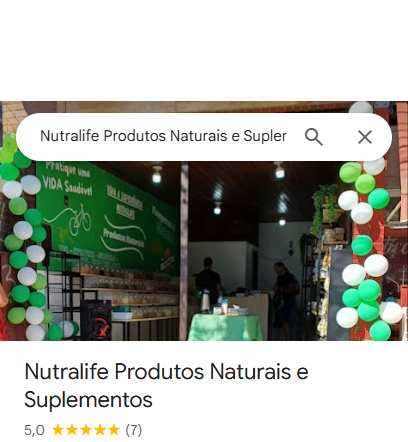 Nutralife Produtos Naturais e Supler
Pratique uma
VIDA Saudável
VIVA A EXPERIÊNCIA
NUTRALIFE
Produtos Naturais
Nutralife Produtos Naturais e
Suplementos
5,0
(7)